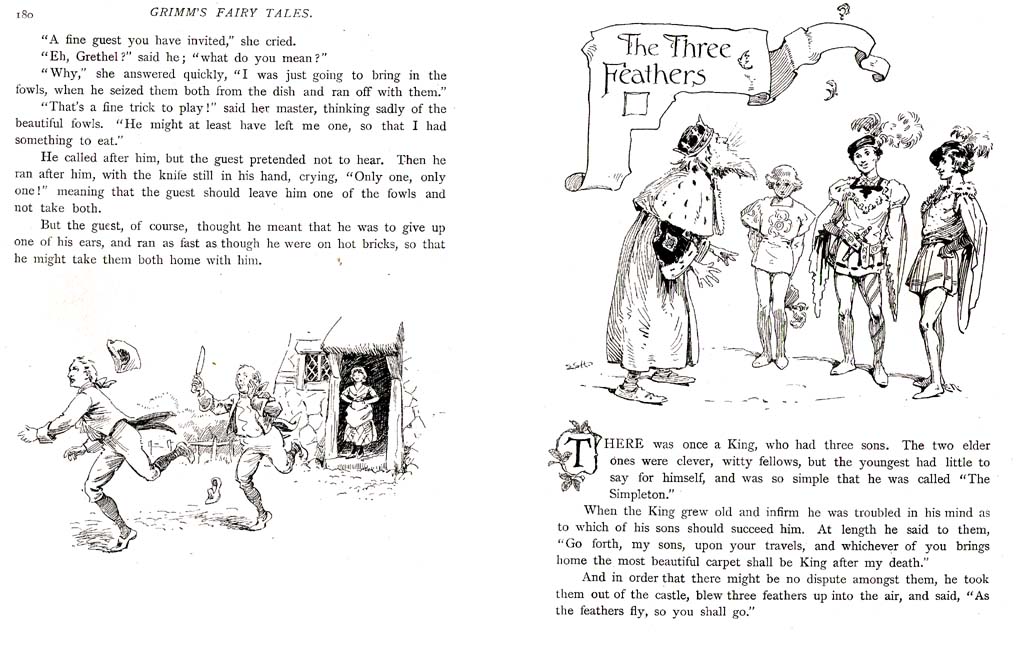 180
GRIMM'S FAIRY TALES.
"A fine guest you have invited," she cried.
"Eh, Grethel?" said he; "what do you mean?"
"Why," she answered quickly, "I was just going to bring in the
fowls, when he seized them both from the dish and ran off with them."
"That's a fine trick to play!" said her master, thinking sadly of the
beautiful fowls. "He might at least have left me one, so that I had
something to eat."
He called after him, but the guest pretended not to hear. Then he
ran after him, with the knife still in his hand, crying, "Only one, only
one!" meaning that the guest should leave him one of the fowls and
not take both.
But the guest, of course, thought he meant that he was to give up
one of his ears, and ran as fast as though he were on hot bricks, so that
he might take them both home with him.
The Three
Feathers
THERE was once a King, who had three sons. The two elder
ones were clever, witty fellows, but the youngest had little to
say for himself, and was so simple that he was called "The
Simpleton."
When the King grew old and infirm he was troubled in his mind as
to which of his sons should succeed him. At length he said to them,
"Go forth, my sons, upon your travels, and whichever of you brings
home the most beautiful carpet shall be King after my death."
And in order that there might be no dispute amongst them, he took
them out of the castle, blew three feathers up into the air, and said, "As
the feathers fly, so you shall go."